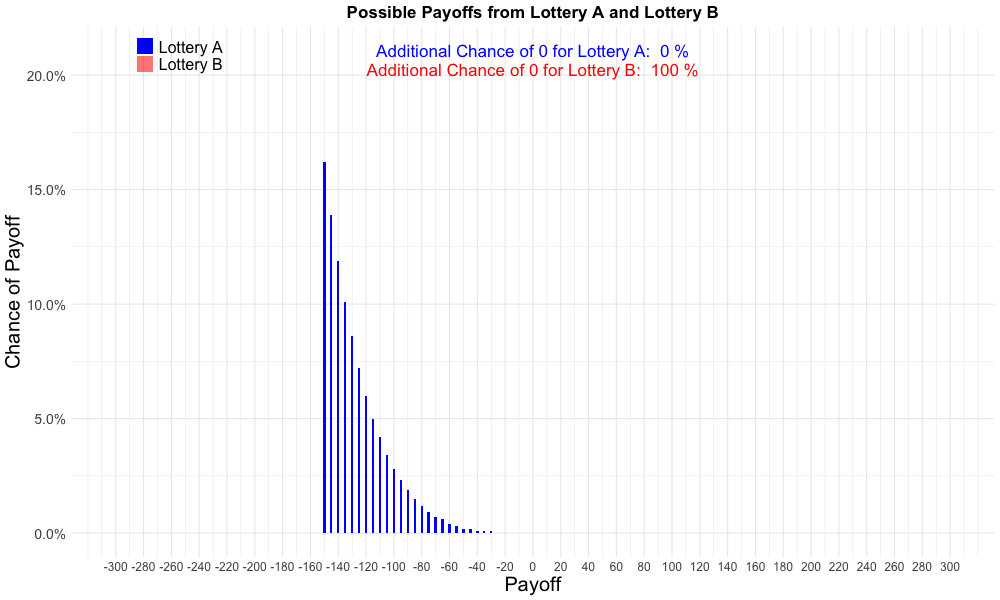 Possible Payoffs from Lottery A and Lottery B
Lottery A
Lottery B
Additional Chance of 0 for Lottery A:  0 %
Additional Chance of 0 for Lottery B:  100 %
Chance of Payoff
20.0%
15.0%
10.0%
5.0%
0.0%
-300 -280 -260 -240 -220 -200 -180 -160 -140 -120 -100 -80 -60 -40 -20 0 20 40 60 80 100 120 140 160 180 200 220 240 260 280 300
Payoff